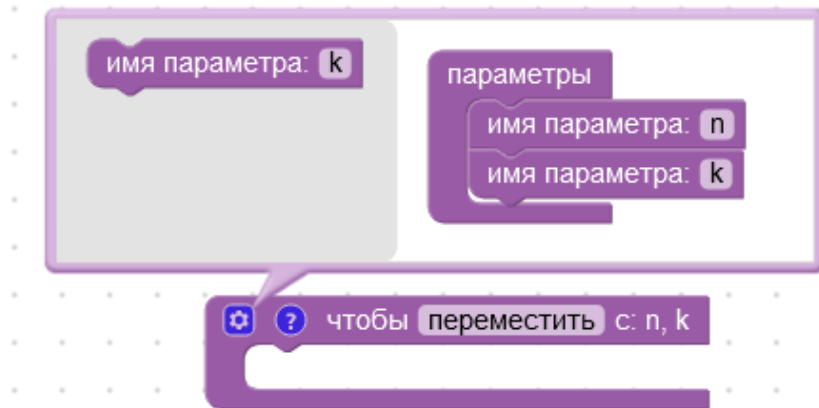 имя параметра: k
параметры
имя параметра: n
имя параметра: k
? чтобы переместить с: n, k